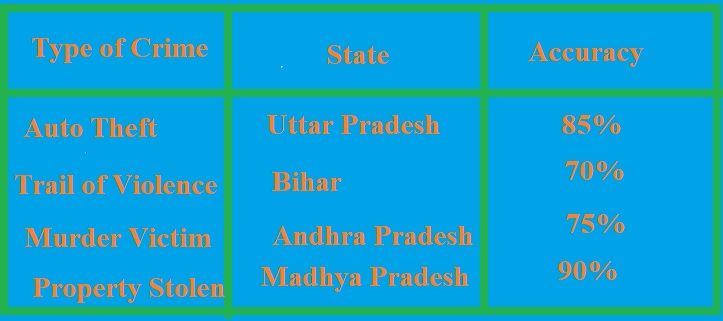 Type of Crime State Accuracy
Auto Theft Uttar Pradesh 85%
Trail of Violence Bihar 70%
Murder Victim Andhra Pradesh 75%
Property Stolen Madhya Pradesh 90%